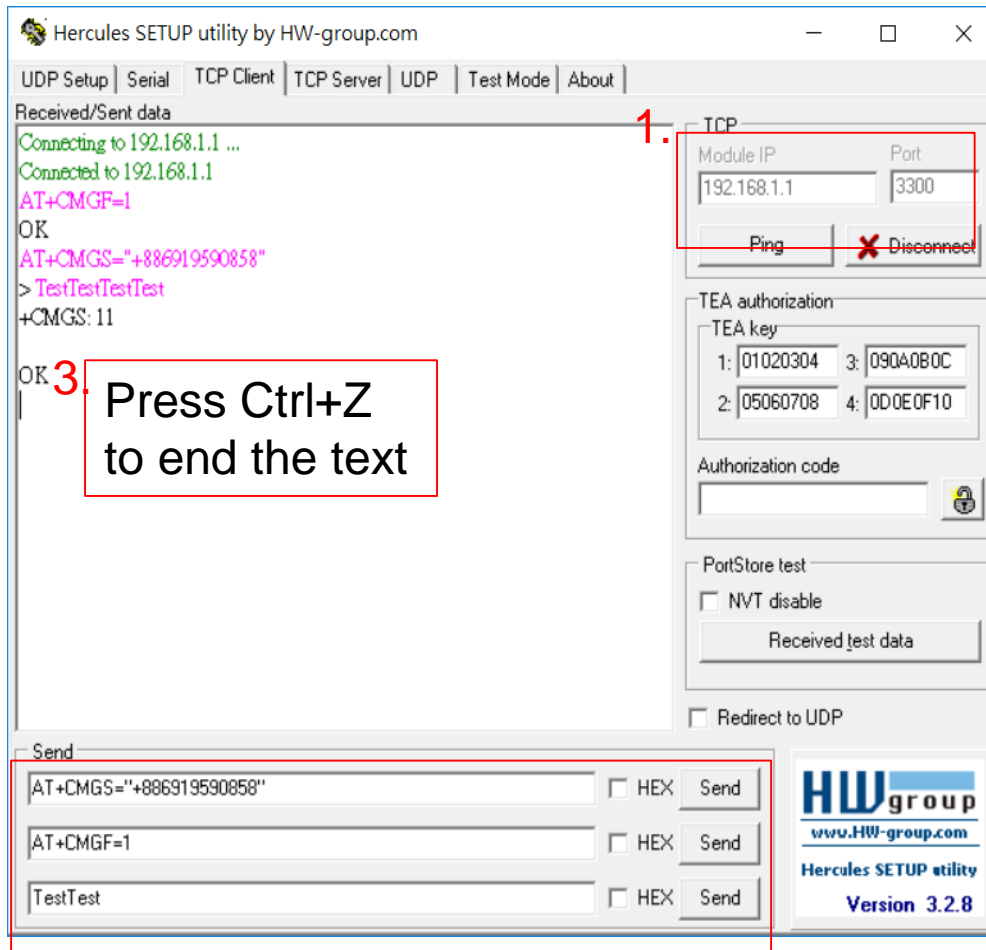 Hercules SETUP utility by HW-group.com
UDP Setup Serial TCP Client TCP Server UDP Test Mode About
Received/Sent data
Connecting to 192.168.1.1 ...
Connected to 192.168.1.1
AT+CMGF=1
OK
AT+CMGS="+886919590858"
> TestTestTestTest
+CMGS: 11
OK
3.
Press Ctrl+Z
to end the text
1.
TCP
Module IP Port
192.168.1.1 3300
Ping Disconnect
TEA authorization
TEA key
1: 01020304 3: 090A0B0C
2: 05060708 4: 0D0E0F10
Authorization code
PortStore test
NVT disable
Received test data
Redirect to UDP
Send
AT+CMGS="+886919590858" HEX Send
AT+CMGF=1 HEX Send
TestTest HEX Send
HW group
www.HW-group.com
Hercules SETUP utility
Version 3.2.8